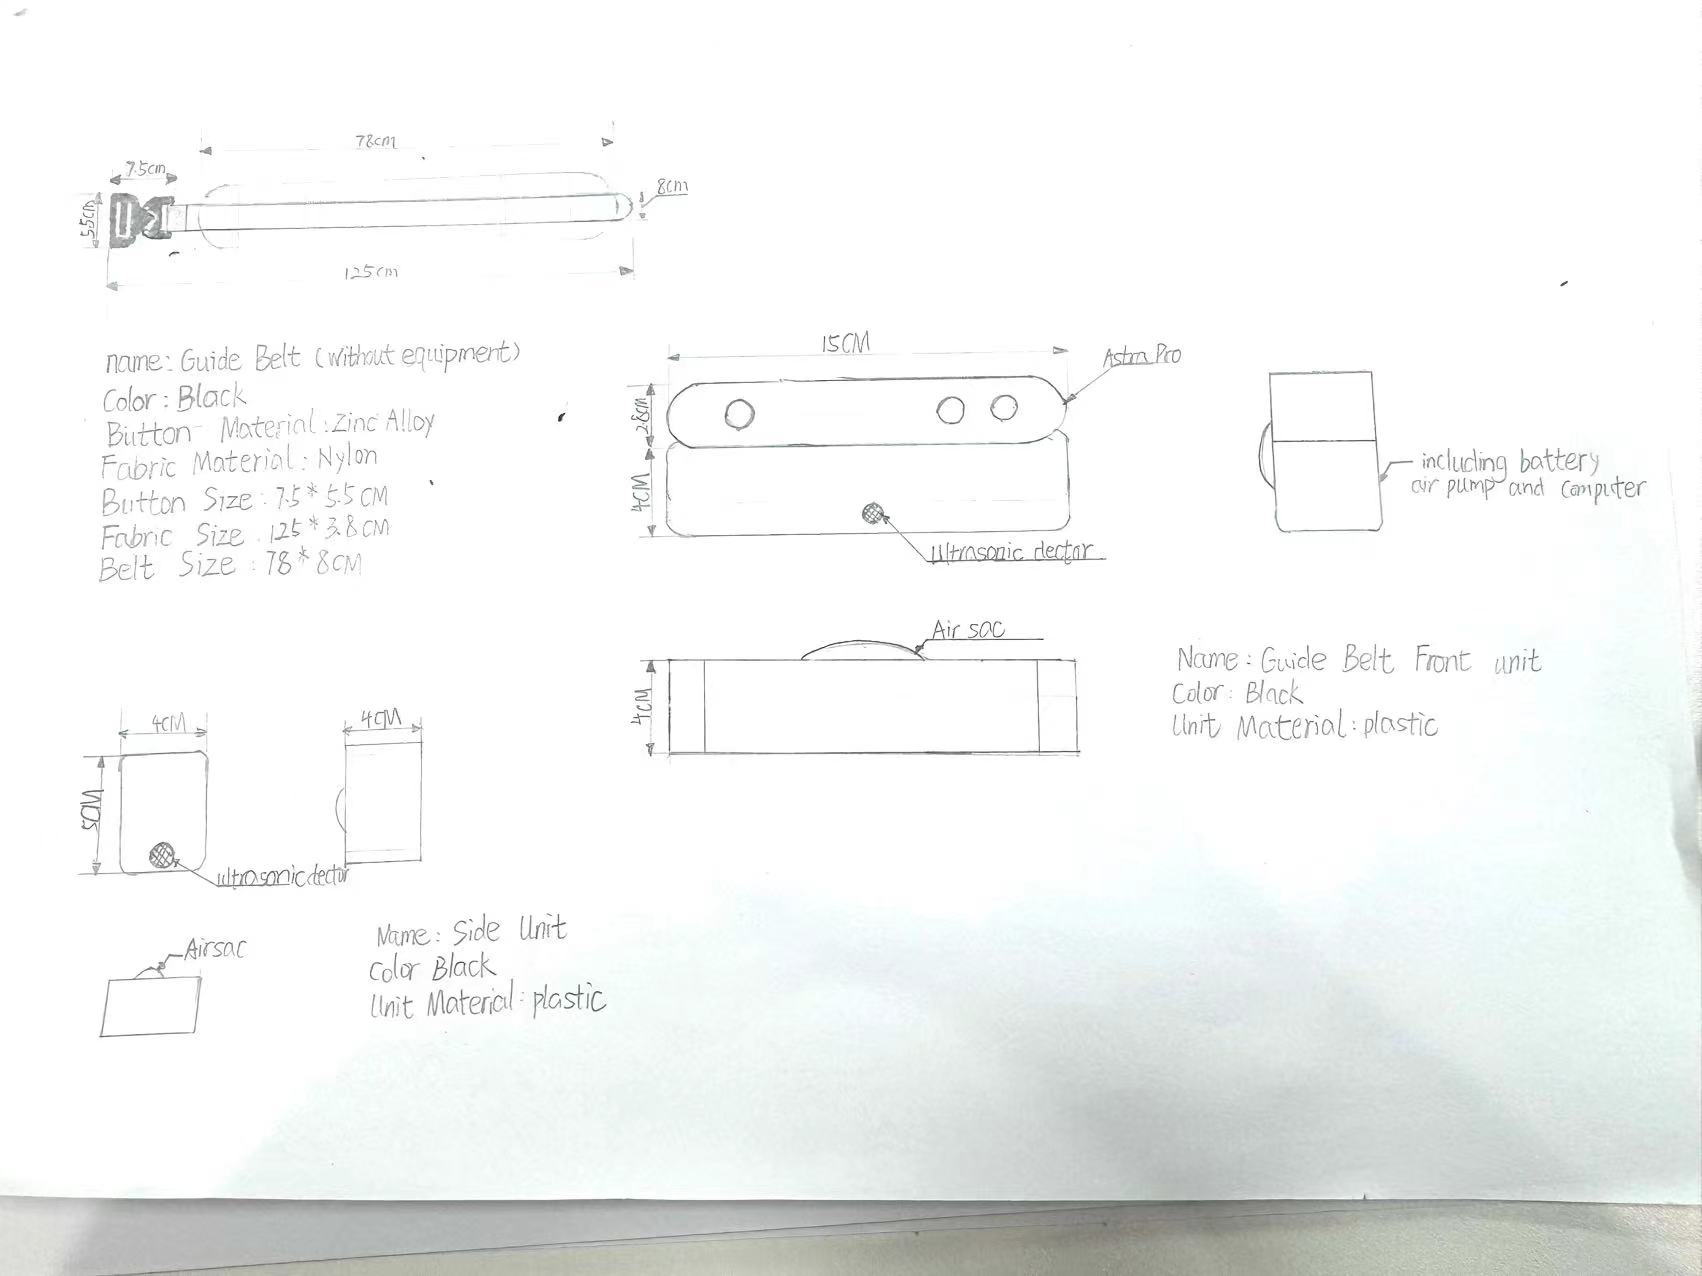 78cm
7.5cm
8cm
5.5cm
125cm
name: Guide Belt (without equipment)
Color: Black
Button Material: Zinc Alloy
Fabric Material: Nylon
Button Size: 7.5*5.5CM
Fabric Size. 125*3.8CM
Belt Size: 78*8CM
15CM
Astra Pro
2.8cm
4CM
Ultrasonic dector
including battery
air pump and computer
Air sac
4CM
Name: Guide Belt Front unit
Color: Black
Unit Material: plastic
4CM
4CM
5CM
Ultrasonic dector
Airsac
Name: Side Unit
Color Black
Unit Material: plastic